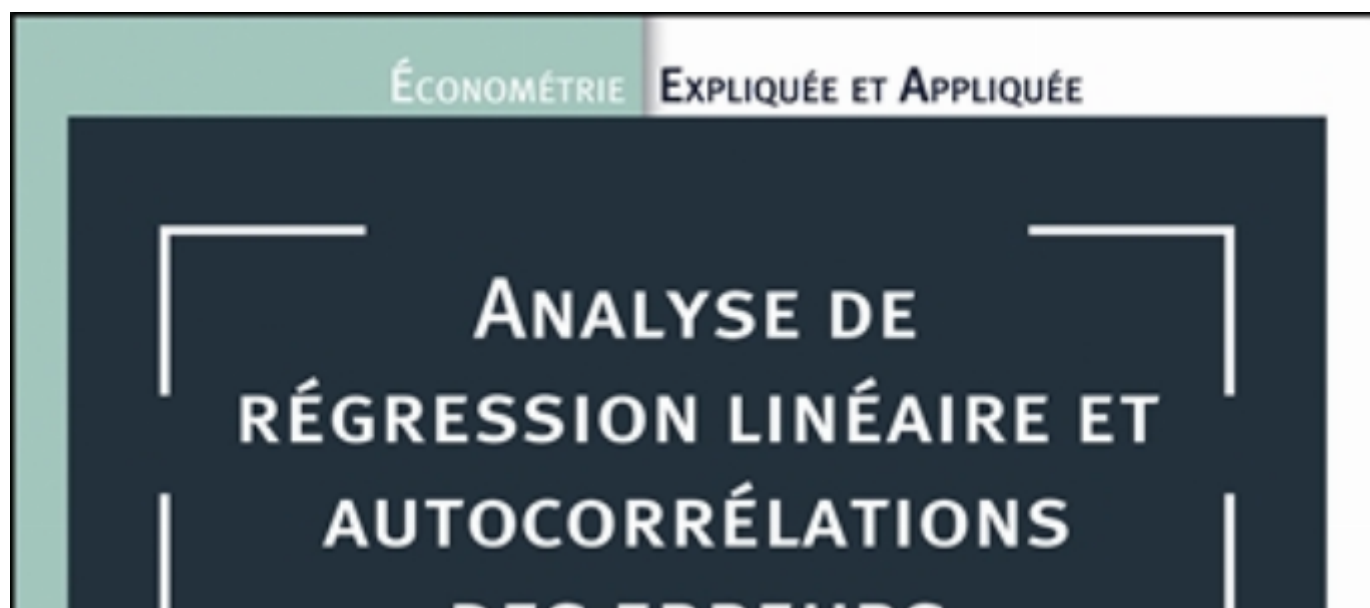 Économétrie Expliquée et Appliquée
Analyse de
régression linéaire et
autocorrélations